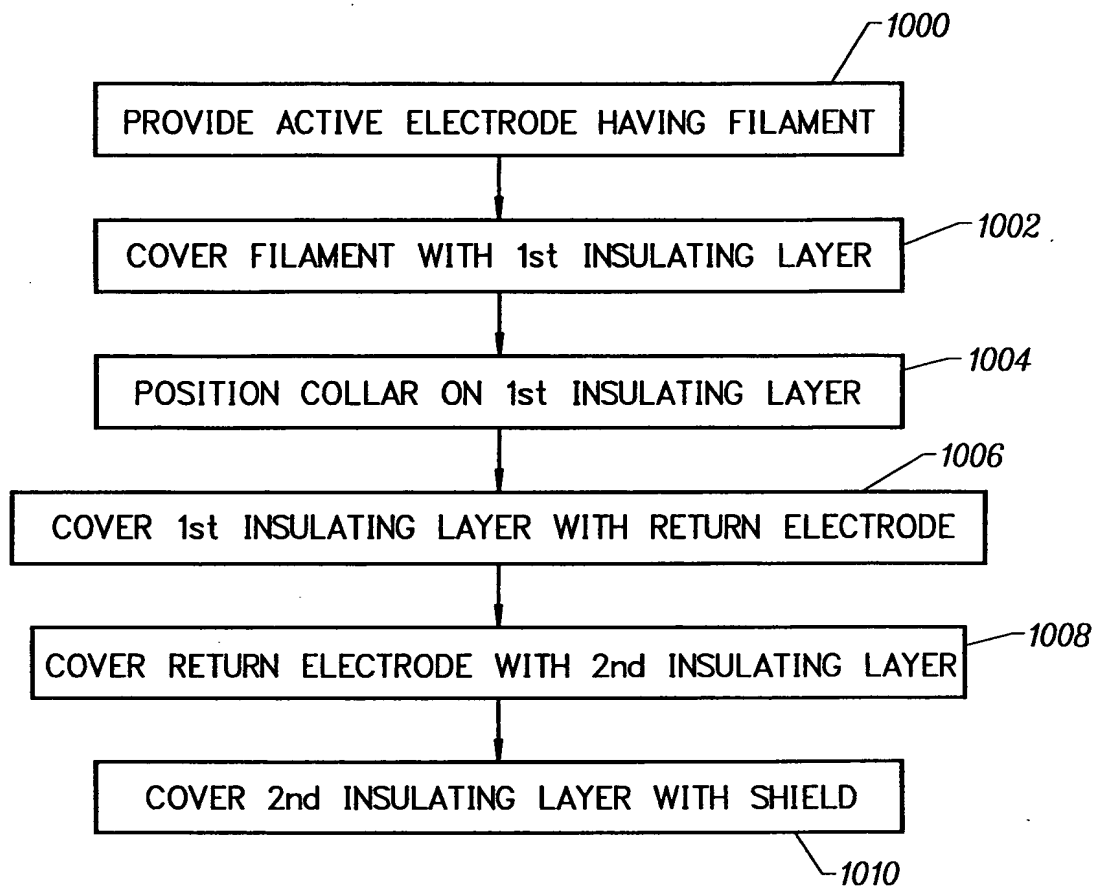 1000
PROVIDE ACTIVE ELECTRODE HAVING FILAMENT
1002
COVER FILAMENT WITH 1st INSULATING LAYER
1004
POSITION COLLAR ON 1st INSULATING LAYER
1006
COVER 1st INSULATING LAYER WITH RETURN ELECTRODE
1008
COVER RETURN ELECTRODE WITH 2nd INSULATING LAYER
COVER 2nd INSULATING LAYER WITH SHIELD
1010